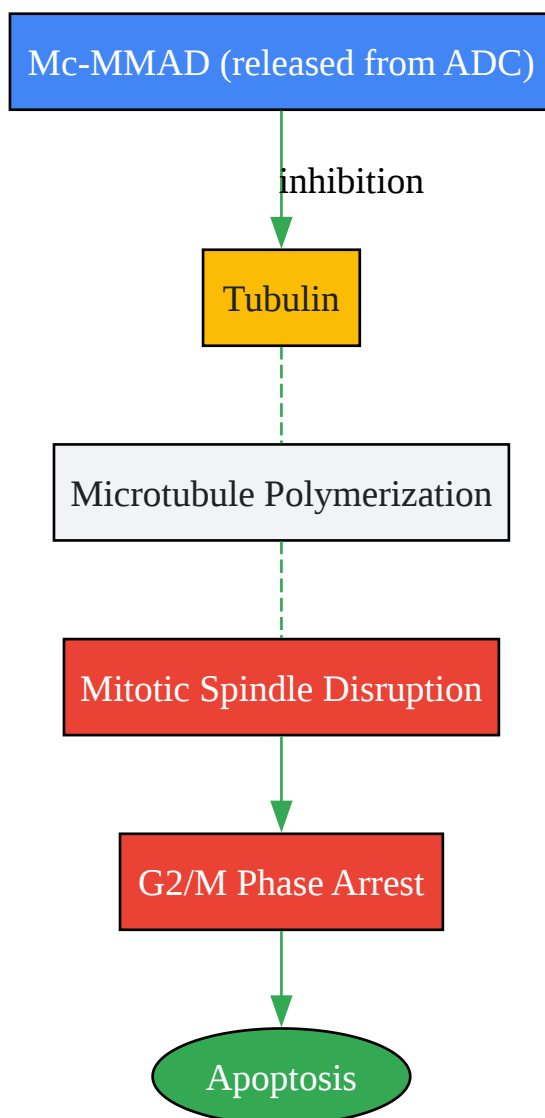 Mc-MMAD (released from ADC)
inhibition
Tubulin
Microtubule Polymerization
Mitotic Spindle Disruption
G2/M Phase Arrest
Apoptosis